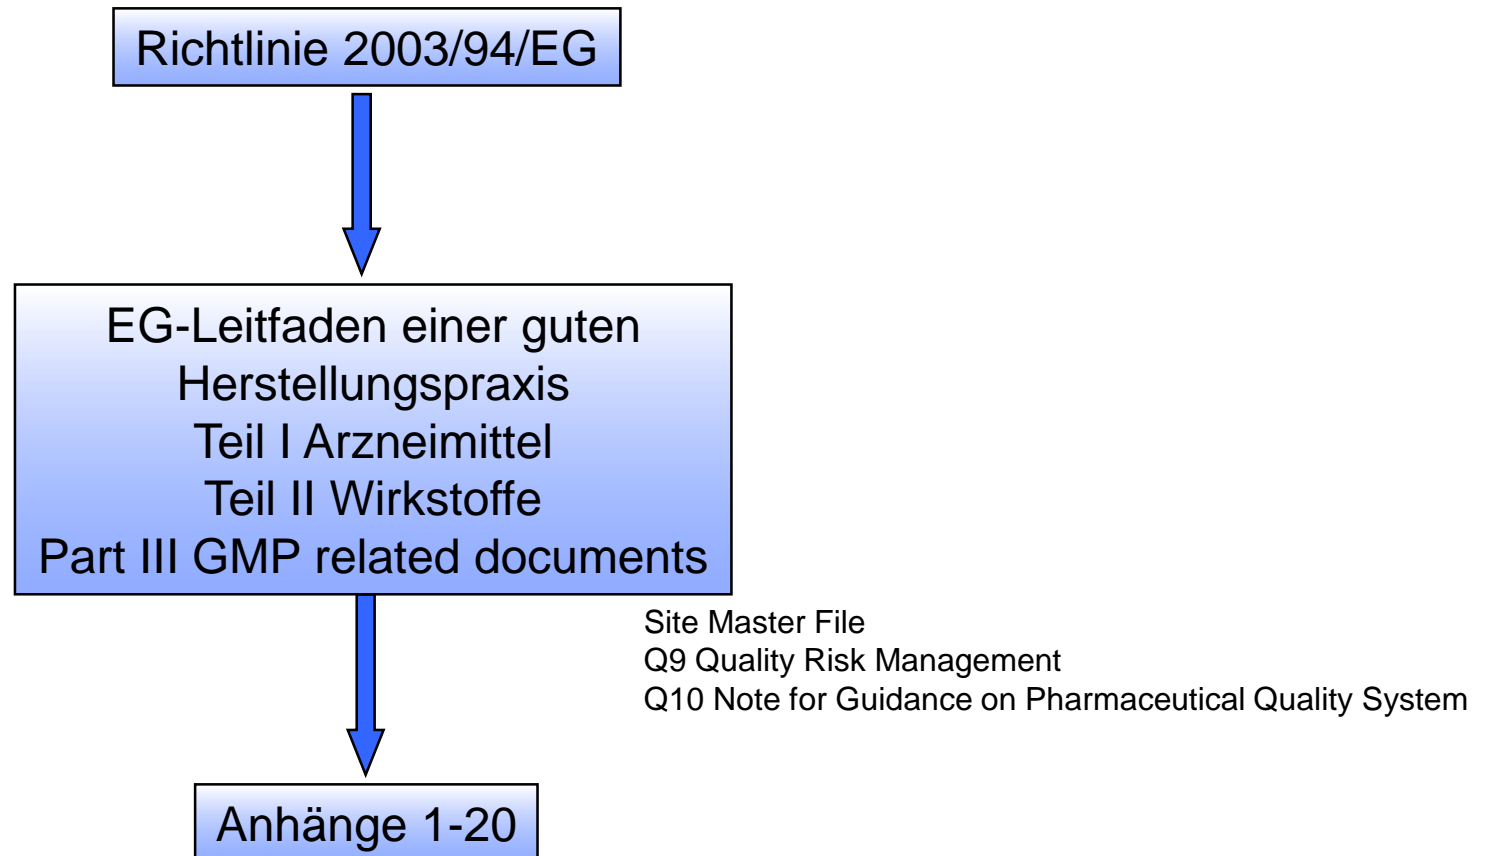 Richtlinie 2003/94/EG
EG-Leitfaden einer guten
Herstellungspraxis
Teil I Arzneimittel
Teil II Wirkstoffe
Part III GMP related documents
Site Master File
Q9 Quality Risk Management
Q10 Note for Guidance on Pharmaceutical Quality System
Anhänge 1-20